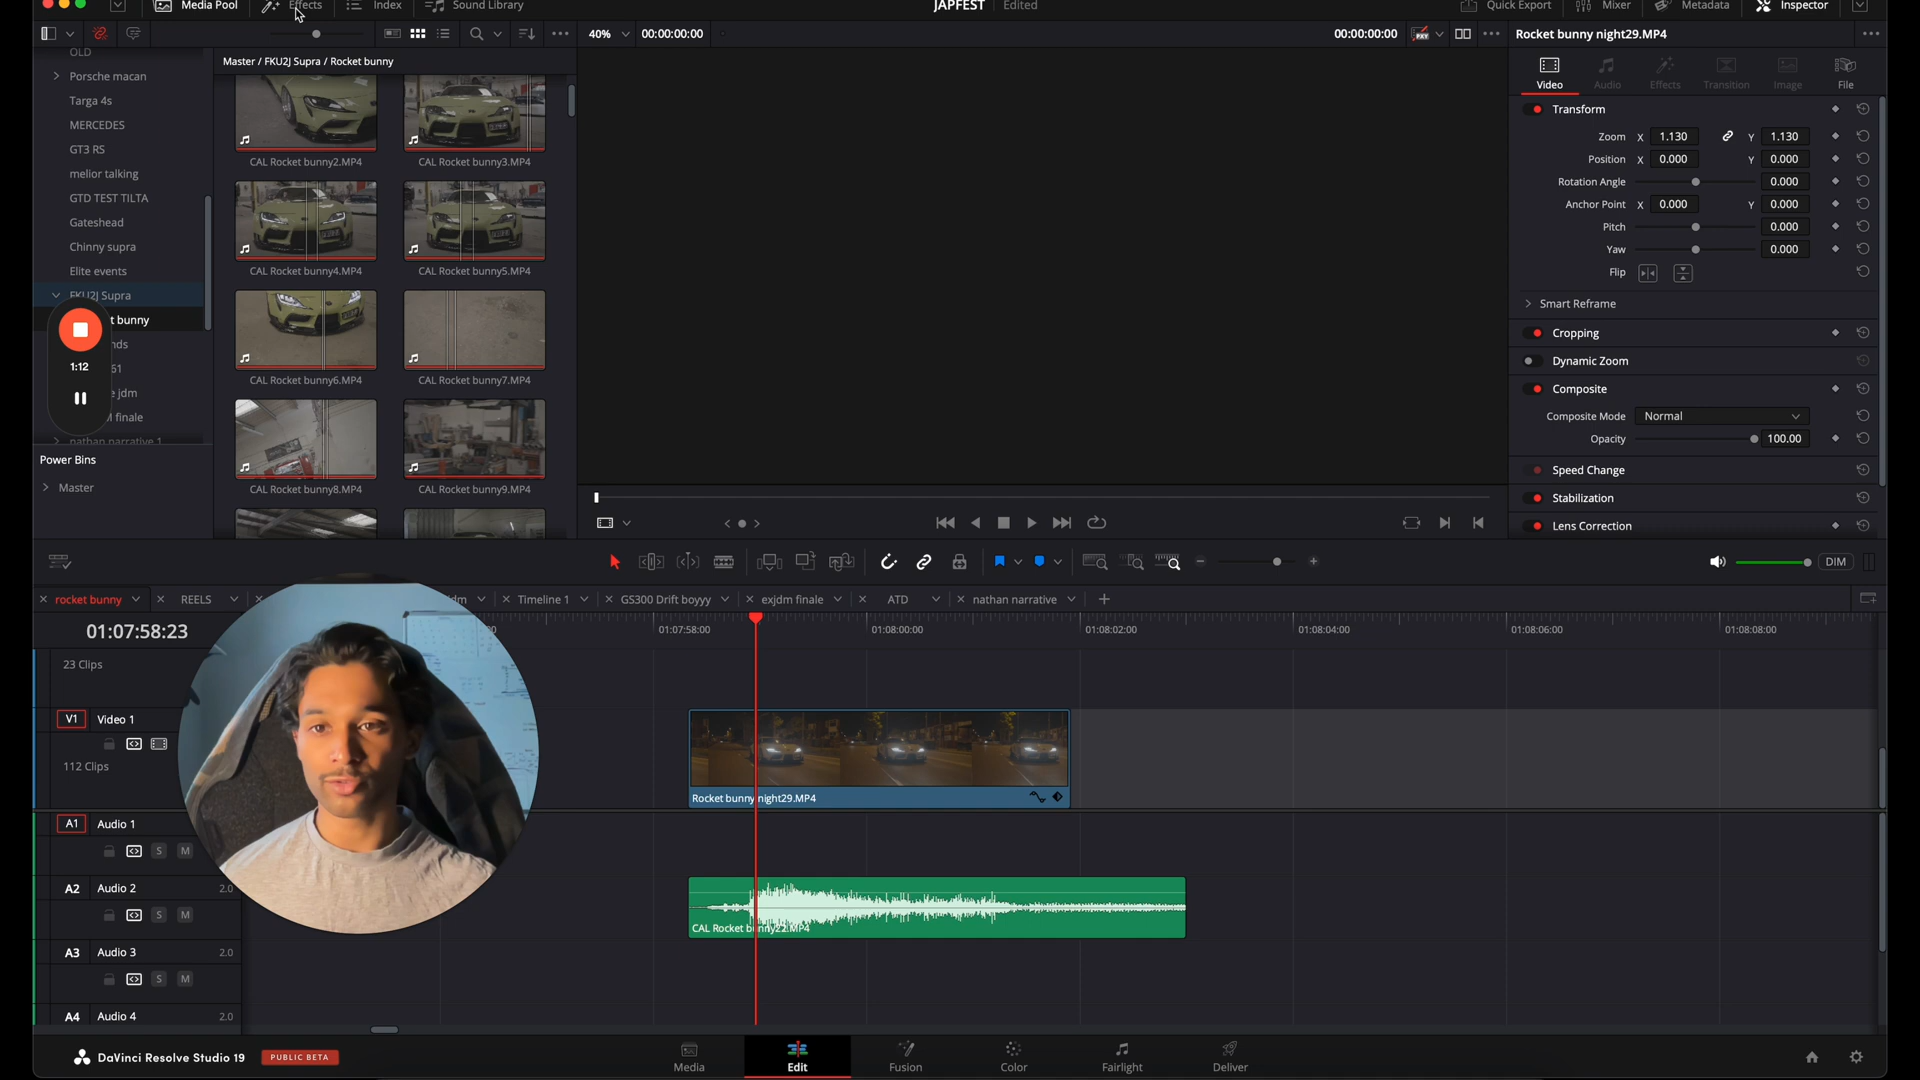 Media Pool
Effects
Index
Sound Library
JAPFEST
Edited
Quick Export
Mixer
Metadata
Inspector
40%
00:00:00:00
00:00:00:00
Rocket bunny night29.MP4
Master / FKU2J Supra / Rocket bunny
OLD
Porsche macan
Targa 4s
MERCEDES
GT3 RS
melior talking
GTD TEST TILTA
Gateshead
Chinny supra
Elite events
FKU2J Supra
t bunny
nds
61
e jdm
finale
nathan narrative 1
1:12
Power Bins
Master
CAL Rocket bunny2.MP4
CAL Rocket bunny3.MP4
CAL Rocket bunny4.MP4
CAL Rocket bunny5.MP4
CAL Rocket bunny6.MP4
CAL Rocket bunny7.MP4
CAL Rocket bunny8.MP4
CAL Rocket bunny9.MP4
Video
Audio
Effects
Transition
Image
File
Transform
Zoom X 1.130 Y 1.130
Position X 0.000 Y 0.000
Rotation Angle 0.000
Anchor Point X 0.000 Y 0.000
Pitch 0.000
Yaw 0.000
Flip
Smart Reframe
Cropping
Dynamic Zoom
Composite
Composite Mode Normal
Opacity 100.00
Speed Change
Stabilization
Lens Correction
DIM
rocket bunny
REELS
dm
Timeline 1
GS300 Drift boyyy
exjdm finale
ATD
nathan narrative
01:07:58:23
01:07:58:00
01:08:00:00
01:08:02:00
01:08:04:00
01:08:06:00
01:08:08:00
23 Clips
V1 Video 1
112 Clips
Rocket bunny night29.MP4
A1 Audio 1
S M
A2 Audio 2 2.0
S M
CAL Rocket bunny22.MP4
A3 Audio 3 2.0
S M
A4 Audio 4 2.0
DaVinci Resolve Studio 19
PUBLIC BETA
Media
Edit
Fusion
Color
Fairlight
Deliver